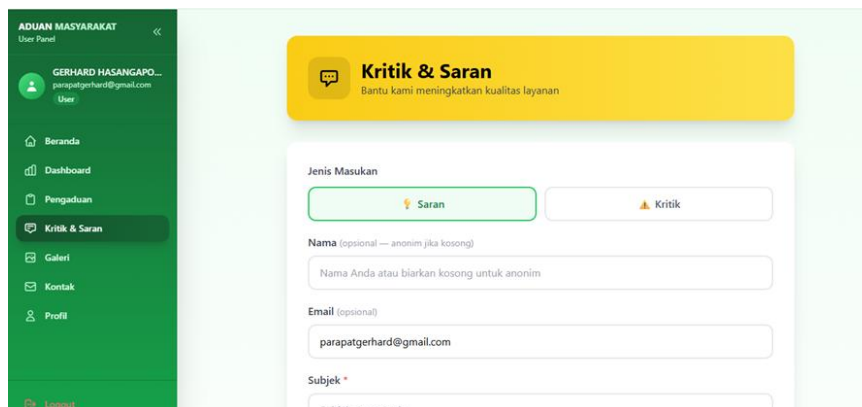 ADUAN MASYARAKAT
User Panel
GERHARD HASANGAPO...
parapatgerhard@gmail.com
User
Beranda
Dashboard
Pengaduan
Kritik & Saran
Galeri
Kontak
Profil
Logout
Kritik & Saran
Bantu kami meningkatkan kualitas layanan
Jenis Masukan
Saran
Kritik
Nama (opsional — anonim jika kosong)
Nama Anda atau biarkan kosong untuk anonim
Email (opsional)
parapatgerhard@gmail.com
Subjek *